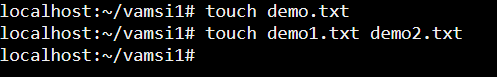 localhost:~/vamsi1# touch demo.txt
localhost:~/vamsi1# touch demo1.txt demo2.txt
localhost:~/vamsi1#